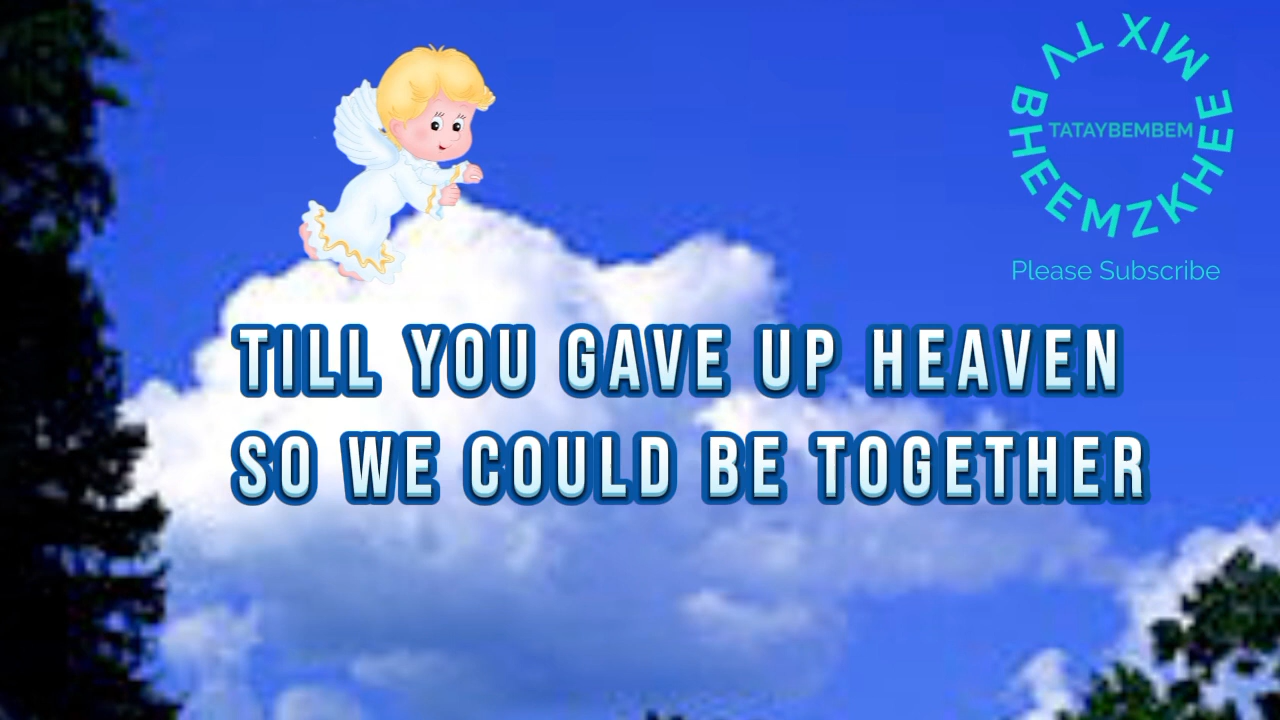 BHEEMZKHEE MIX TV
TATAYBEMBEM
Please Subscribe
TILL YOU GAVE UP HEAVEN
SO WE COULD BE TOGETHER